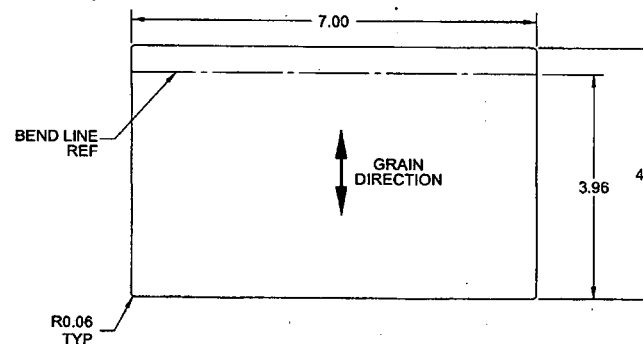 7.00
BEND LINE
REF
GRAIN
DIRECTION
3.96
4
R0.06
TYP